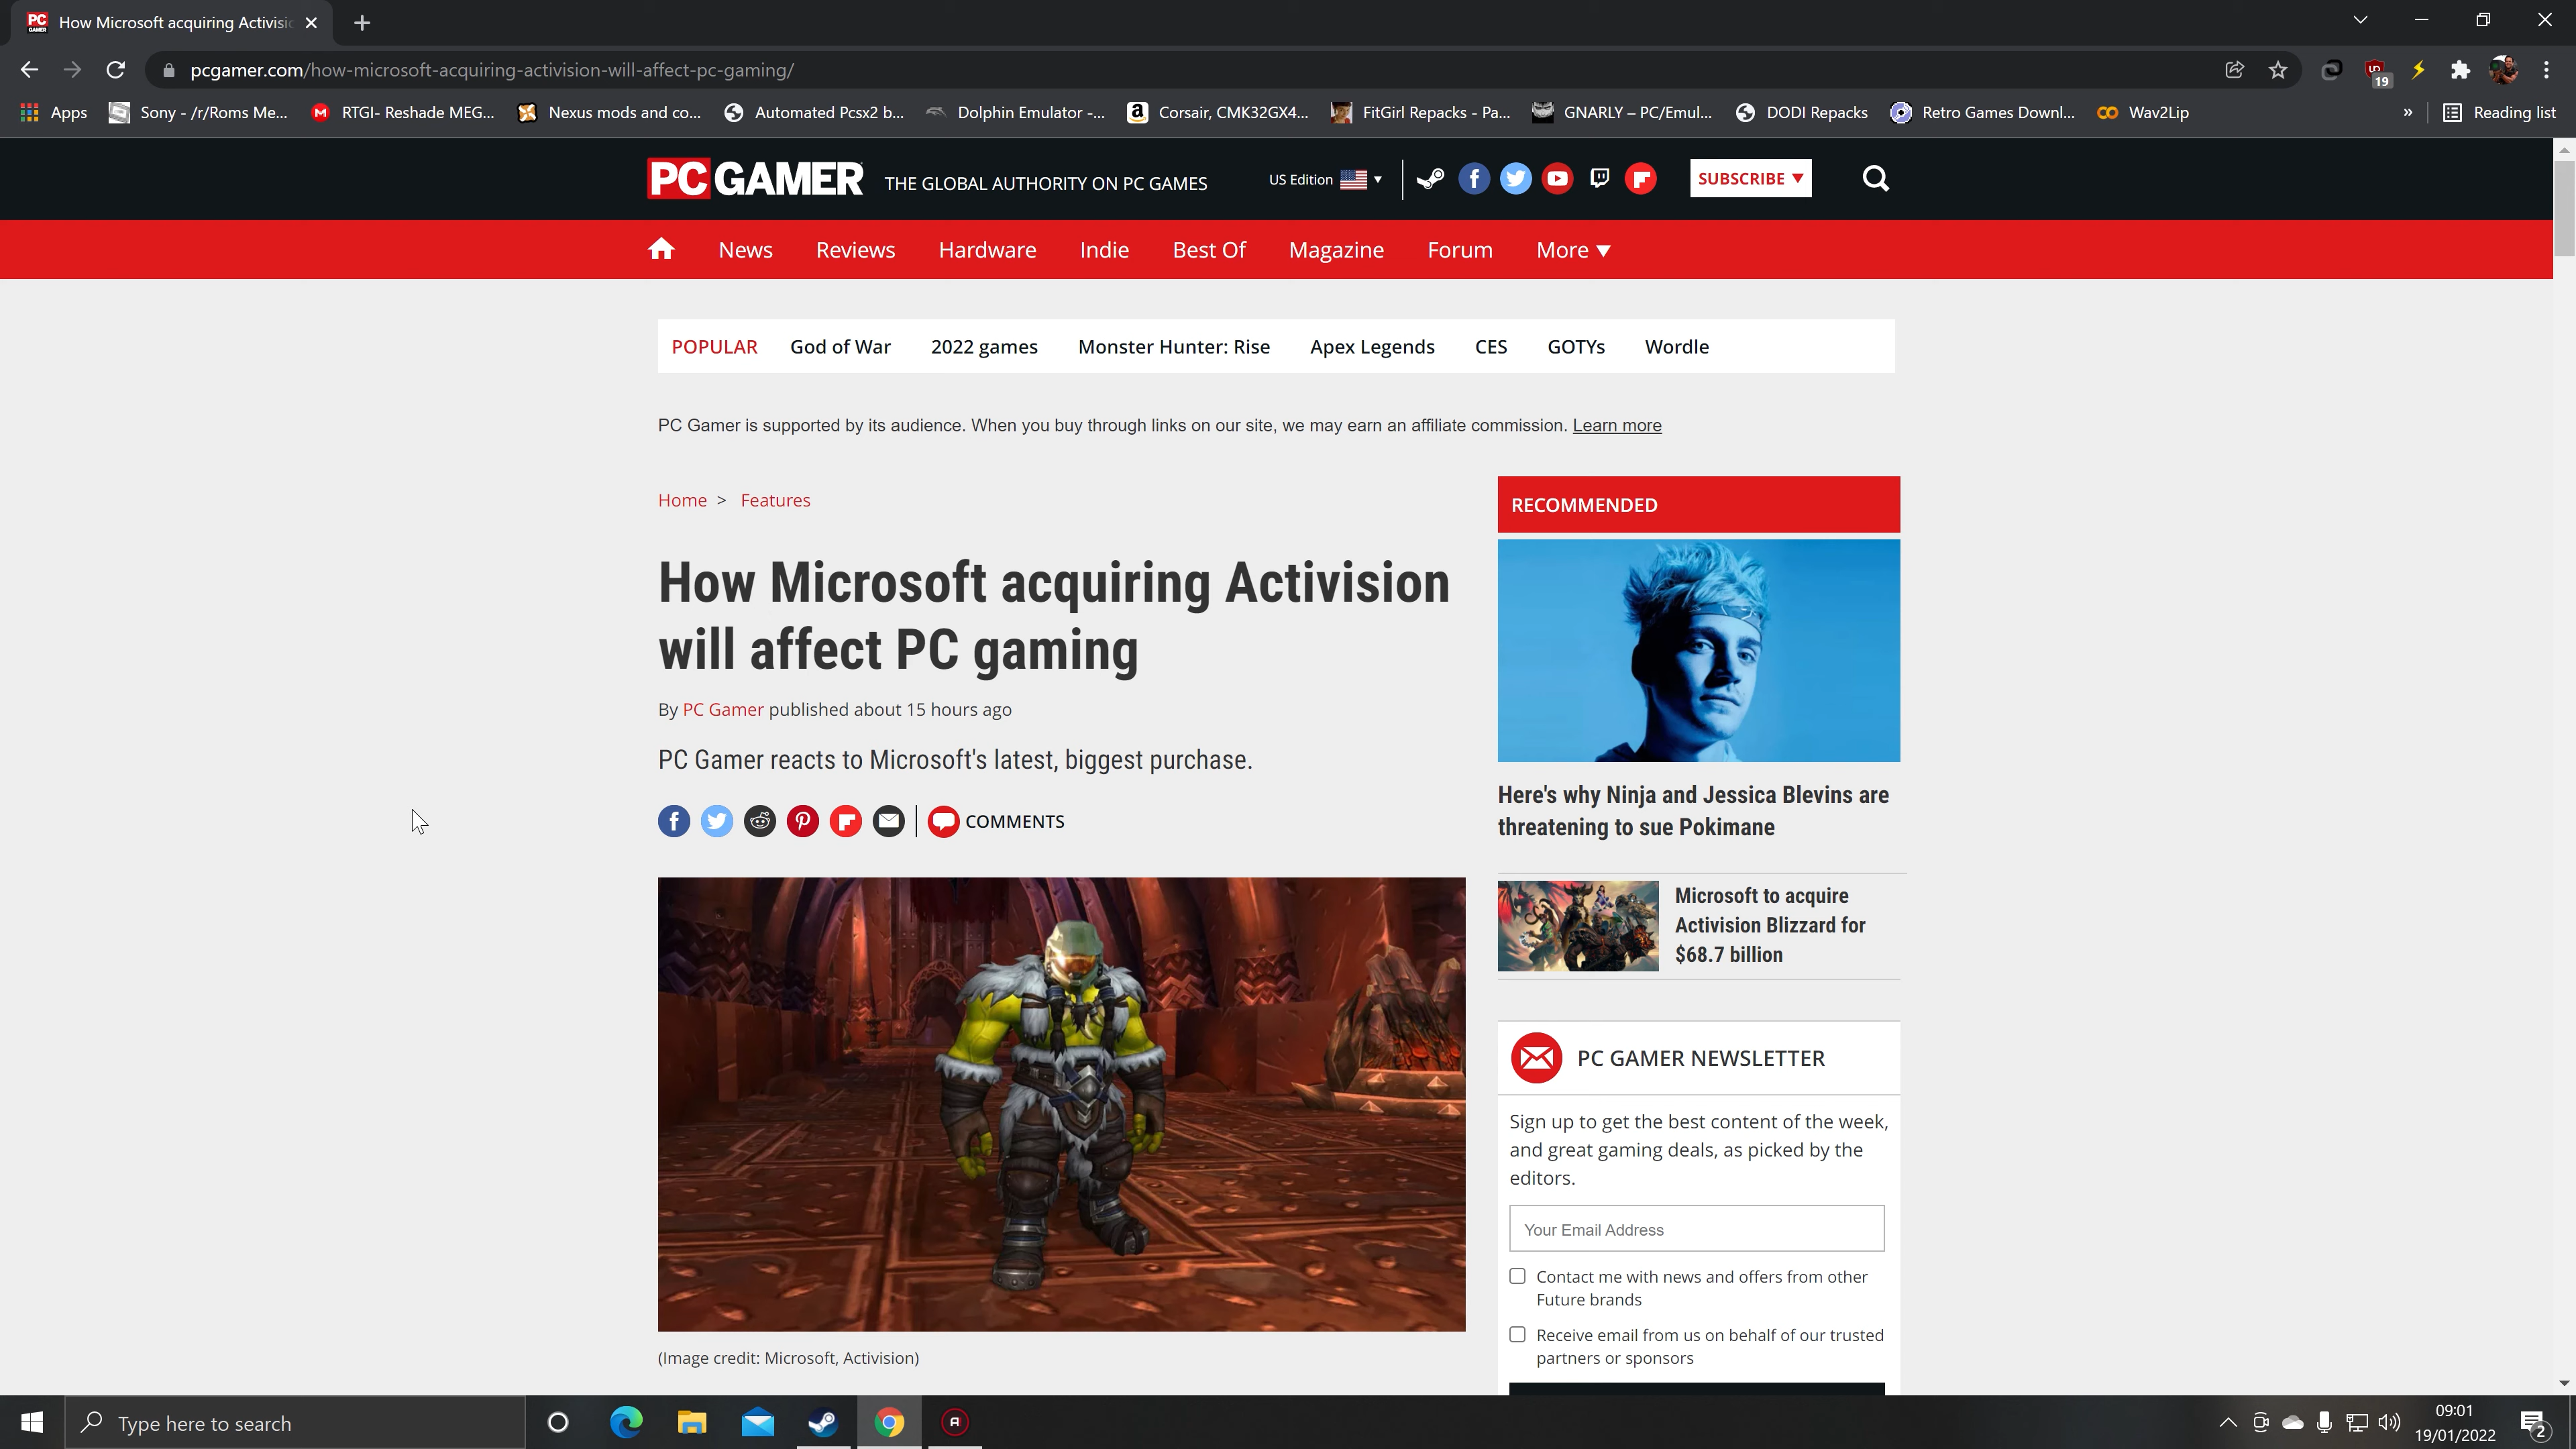 PC GAMER How Microsoft acquiring Activisio
pcgamer.com/how-microsoft-acquiring-activision-will-affect-pc-gaming/
19
Apps Sony - /r/Roms Me... RTGI- Reshade MEG... Nexus mods and co... Automated Pcsx2 b... Dolphin Emulator -... Corsair, CMK32GX4... FitGirl Repacks - Pa... GNARLY – PC/Emul... DODI Repacks Retro Games Downl... Wav2Lip » Reading list
PC GAMER THE GLOBAL AUTHORITY ON PC GAMES US Edition SUBSCRIBE
News Reviews Hardware Indie Best Of Magazine Forum More
POPULAR God of War 2022 games Monster Hunter: Rise Apex Legends CES GOTYs Wordle
PC Gamer is supported by its audience. When you buy through links on our site, we may earn an affiliate commission. Learn more
Home > Features
How Microsoft acquiring Activision
will affect PC gaming
By PC Gamer published about 15 hours ago
PC Gamer reacts to Microsoft's latest, biggest purchase.
COMMENTS
(Image credit: Microsoft, Activision)
RECOMMENDED
Here's why Ninja and Jessica Blevins are
threatening to sue Pokimane
Microsoft to acquire
Activision Blizzard for
$68.7 billion
PC GAMER NEWSLETTER
Sign up to get the best content of the week,
and great gaming deals, as picked by the
editors.
Your Email Address
Contact me with news and offers from other
Future brands
Receive email from us on behalf of our trusted
partners or sponsors
Type here to search
09:01
19/01/2022
2